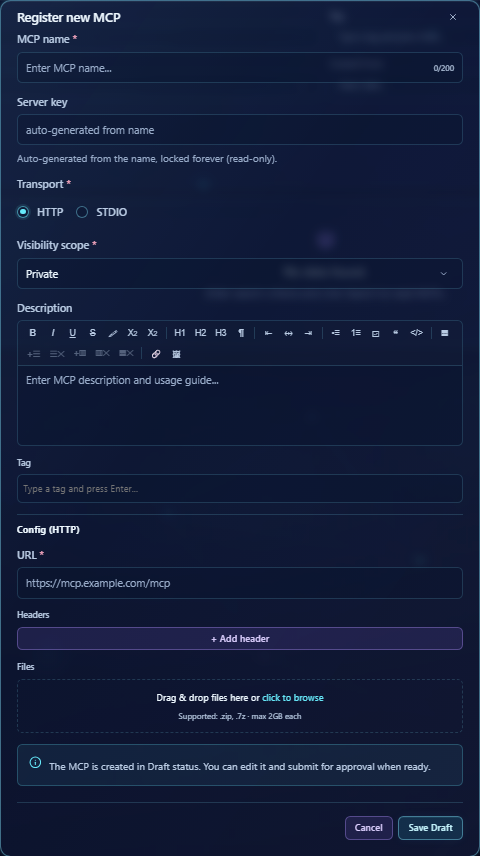 Register new MCP
MCP name *
Enter MCP name...
0/200
Server key
auto-generated from name
Auto-generated from the name, locked forever (read-only).
Transport *
HTTP STDIO
Visibility scope *
Private
Description
B I U S X2 X2 H1 H2 H3 ¶ 1≡ </>
Enter MCP description and usage guide...
Tag
Type a tag and press Enter...
Config (HTTP)
URL *
https://mcp.example.com/mcp
Headers
+ Add header
Files
Drag & drop files here or click to browse
Supported: .zip, .7z · max 2GB each
The MCP is created in Draft status. You can edit it and submit for approval when ready.
Cancel Save Draft